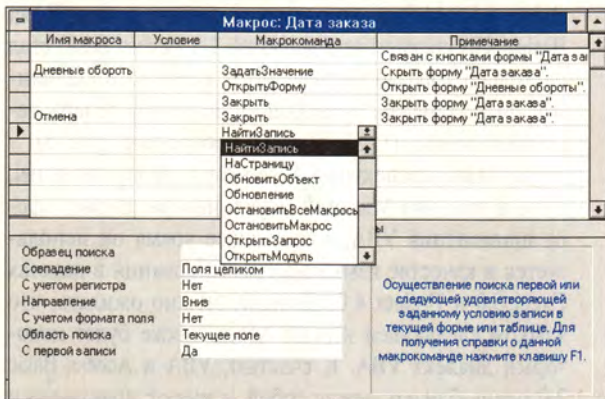 Макрос: Дата заказа
Имя макроса Условие Макрокоманда Примечание
Связан с кнопками формы "Дата за
Дневные оборотъ ЗадатьЗначение Скрыть форму "Дата заказа".
ОткрытьФорму Открыть форму "Дневные обороты".
Закрыть Закрыть форму "Дата заказа".
Отмена Закрыть Закрыть форму "Дата заказа".
НайтиЗапись
НайтиЗапись
НаСтраницу
ОбновитьОбъект
Обновление
ОстановитьВсеМакросы
ОстановитьМакрос
ОткрытьЗапрос
ОткрытьМодуль
ы
Образец поиска
Совпадение Поля целиком
С учетом регистра Нет
Направление Вниз
С учетом формата поля Нет
Область поиска Текущее поле
С первой записи Да
Осуществление поиска первой или
следующей удовлетворяющей
заданному условию записи в
текущей форме или таблице. Для
получения справки о данной
макрокоманде нажмите клавишу F1.